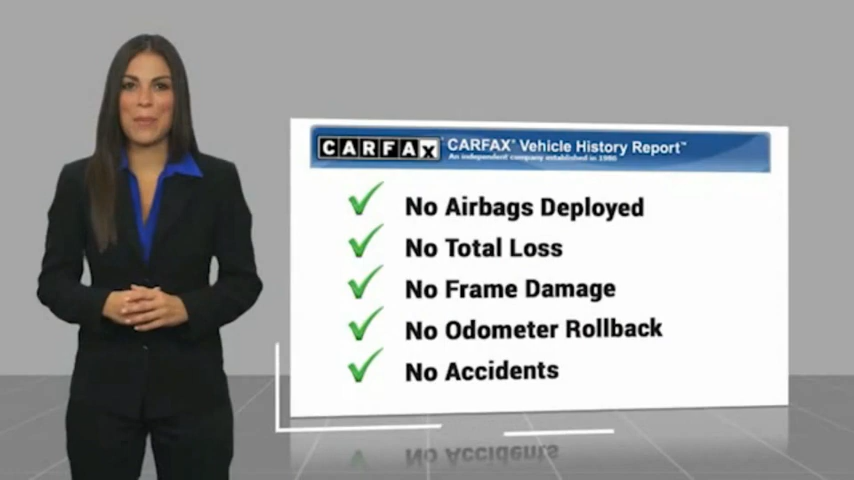 CARFAX
CARFAX® Vehicle History Report™
An independent company established in 1986
No Airbags Deployed
No Total Loss
No Frame Damage
No Odometer Rollback
No Accidents
No Accidents